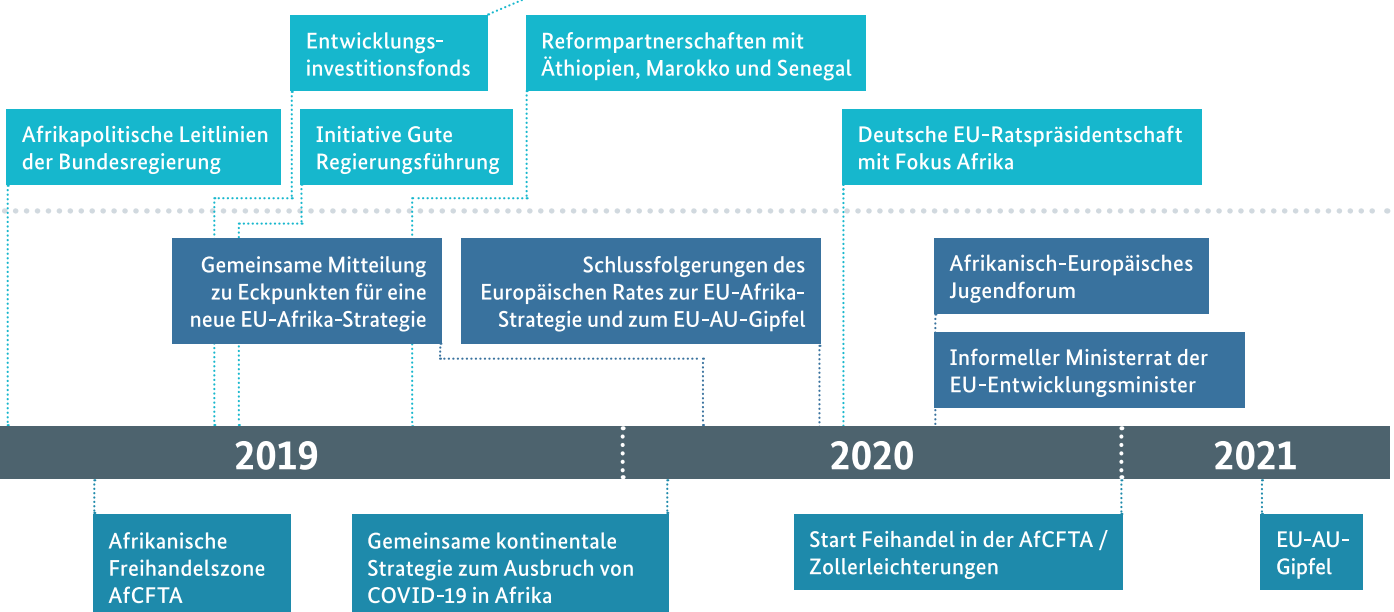 Entwicklungs-
investitionsfonds
Reformpartnerschaften mit
Äthiopien, Marokko und Senegal
Afrikapolitische Leitlinien
der Bundesregierung
Initiative Gute
Regierungsführung
Deutsche EU-Ratspräsidentschaft
mit Fokus Afrika
Gemeinsame Mitteilung
zu Eckpunkten für eine
neue EU-Afrika-Strategie
Schlussfolgerungen des
Europäischen Rates zur EU-Afrika-
Strategie und zum EU-AU-Gipfel
Afrikanisch-Europäisches
Jugendforum
Informeller Ministerrat der
EU-Entwicklungsminister
2019
2020
2021
Afrikanische
Freihandelszone
AfCFTA
Gemeinsame kontinentale
Strategie zum Ausbruch von
COVID-19 in Afrika
Start Feihandel in der AfCFTA /
Zollerleichterungen
EU-AU-
Gipfel